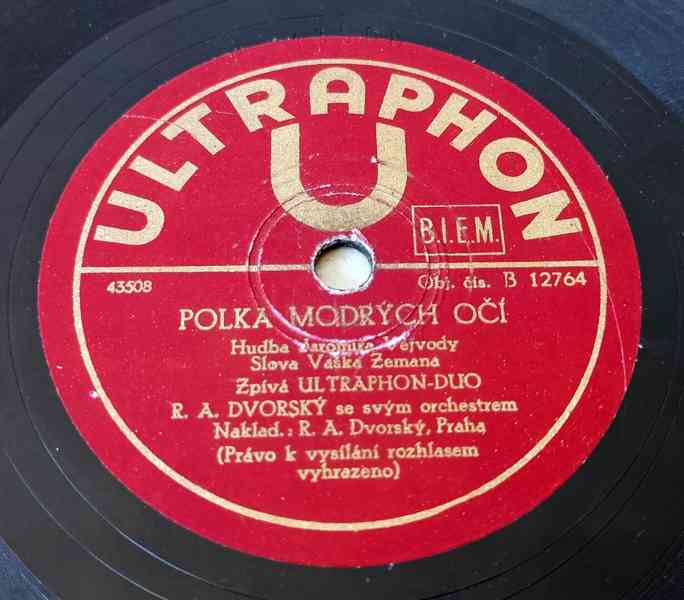 ULTRAPHON
U
B.I.E.M.
43508
Obj. čís. B 12764
POLKA MODRÝCH OČÍ
Hudba Jaromíra Vejvody
Slova Váška Zemana
Zpívá ULTRAPHON-DUO
R. A. DVORSKÝ se svým orchestrem
Naklad.: R. A. Dvorský, Praha
(Právo k vysílání rozhlasem
vyhrazeno)